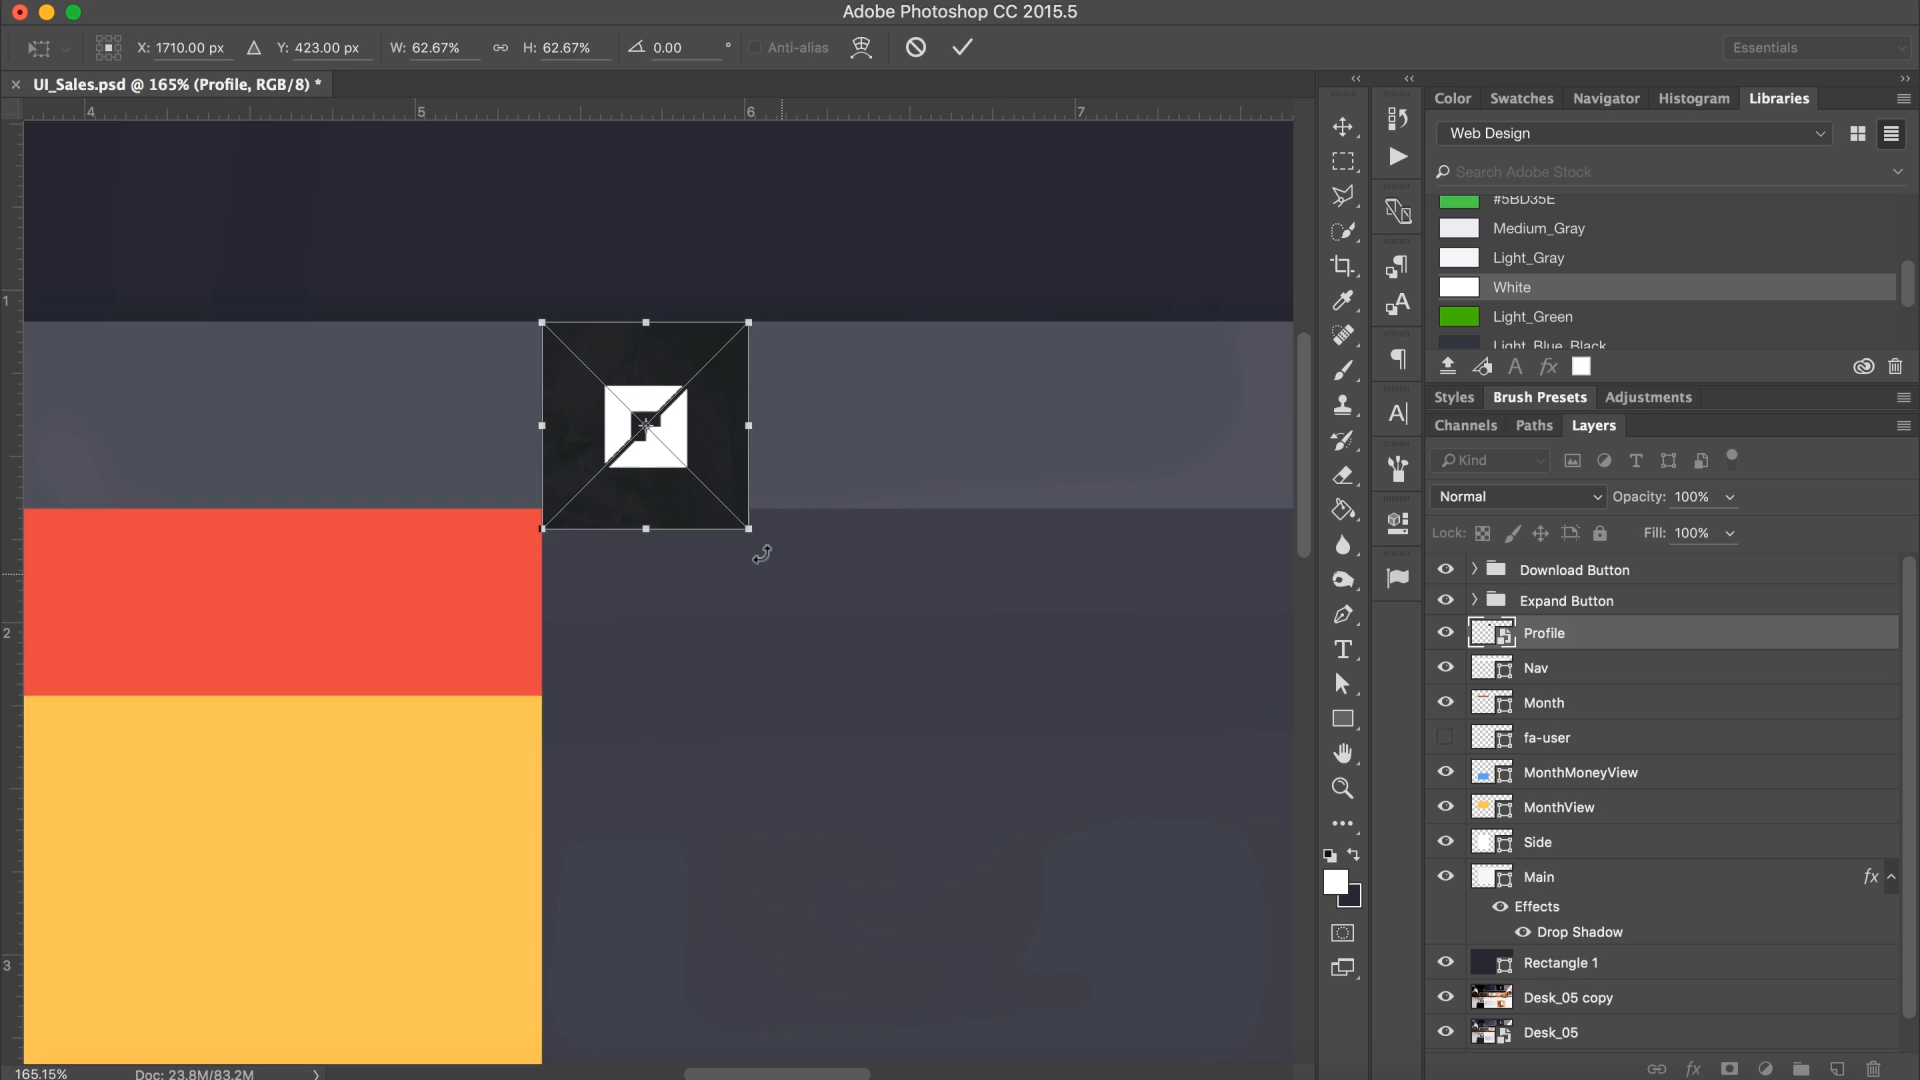 Adobe Photoshop CC 2015.5
X: 1710.00 px Y: 423.00 px W: 62.67% H: 62.67% 0.00 ° Anti-alias Essentials
UI_Sales.psd @ 165% (Profile, RGB/8) *
4 5 6 7
1
2
3
Color Swatches Navigator Histogram Libraries
Web Design
Search Adobe Stock
#5BD35E
Medium_Gray
Light_Gray
White
Light_Green
Light_Blue_Black
Styles Brush Presets Adjustments
Channels Paths Layers
Kind
Normal Opacity: 100%
Lock: Fill: 100%
Download Button
Expand Button
Profile
Nav
Month
fa-user
MonthMoneyView
MonthView
Side
Main fx
Effects
Drop Shadow
Rectangle 1
Desk_05 copy
Desk_05
165.15% Doc: 23.8M/83.2M